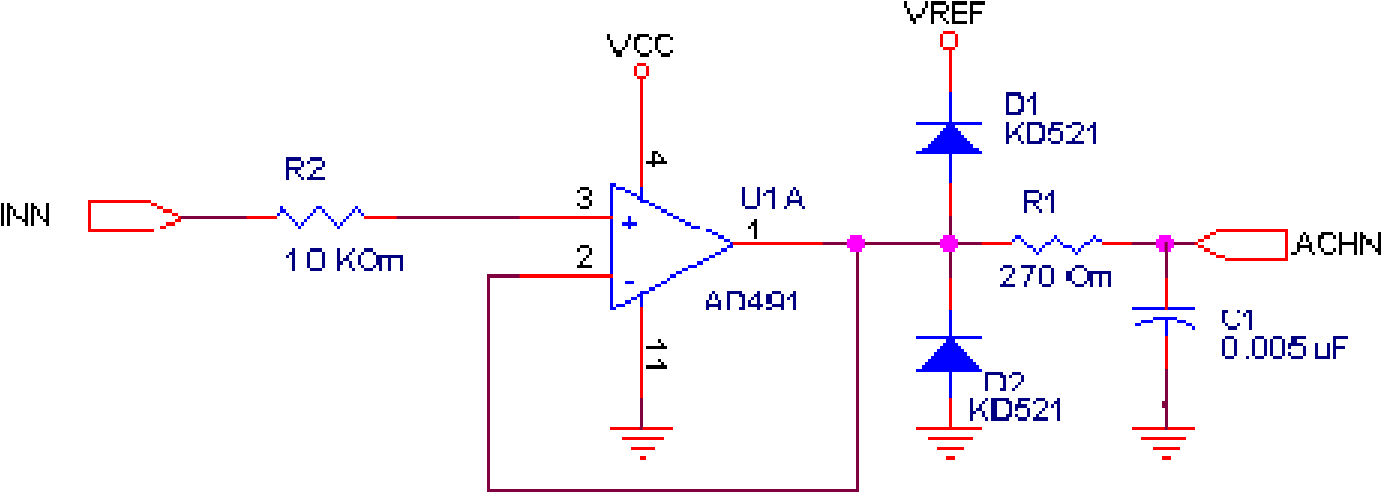 VREF
VCC
D1
KD521
4
R2
3
U1A
R1
INN
+
1
ACHN
10 KOm
2
-
270 Om
AD491
11
C1
0.005 uF
D2
KD521